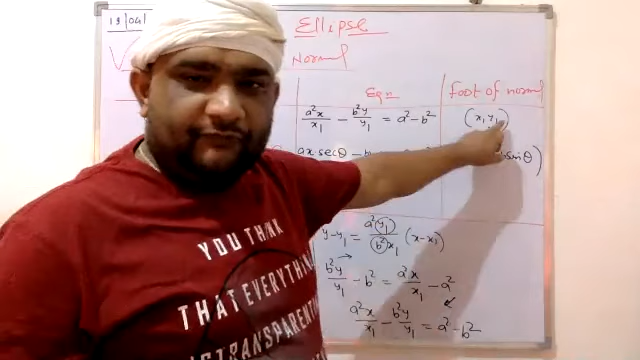 19/04/
Ellipse
Normal
Eqn
Foot of normal
a²x/x₁ - b²y/y₁ = a²-b²
(x₁ y₁)
ax secθ -
sinθ)
y-y₁ = a²(y₁)/b²x₁ (x-x₁)
b²y/y₁ - b² = a²x/x₁ - a²
a²x/x₁ - b²y/y₁ = a²-b²
YOU THINK
THAT EVERYTHING
TRANSPARENT